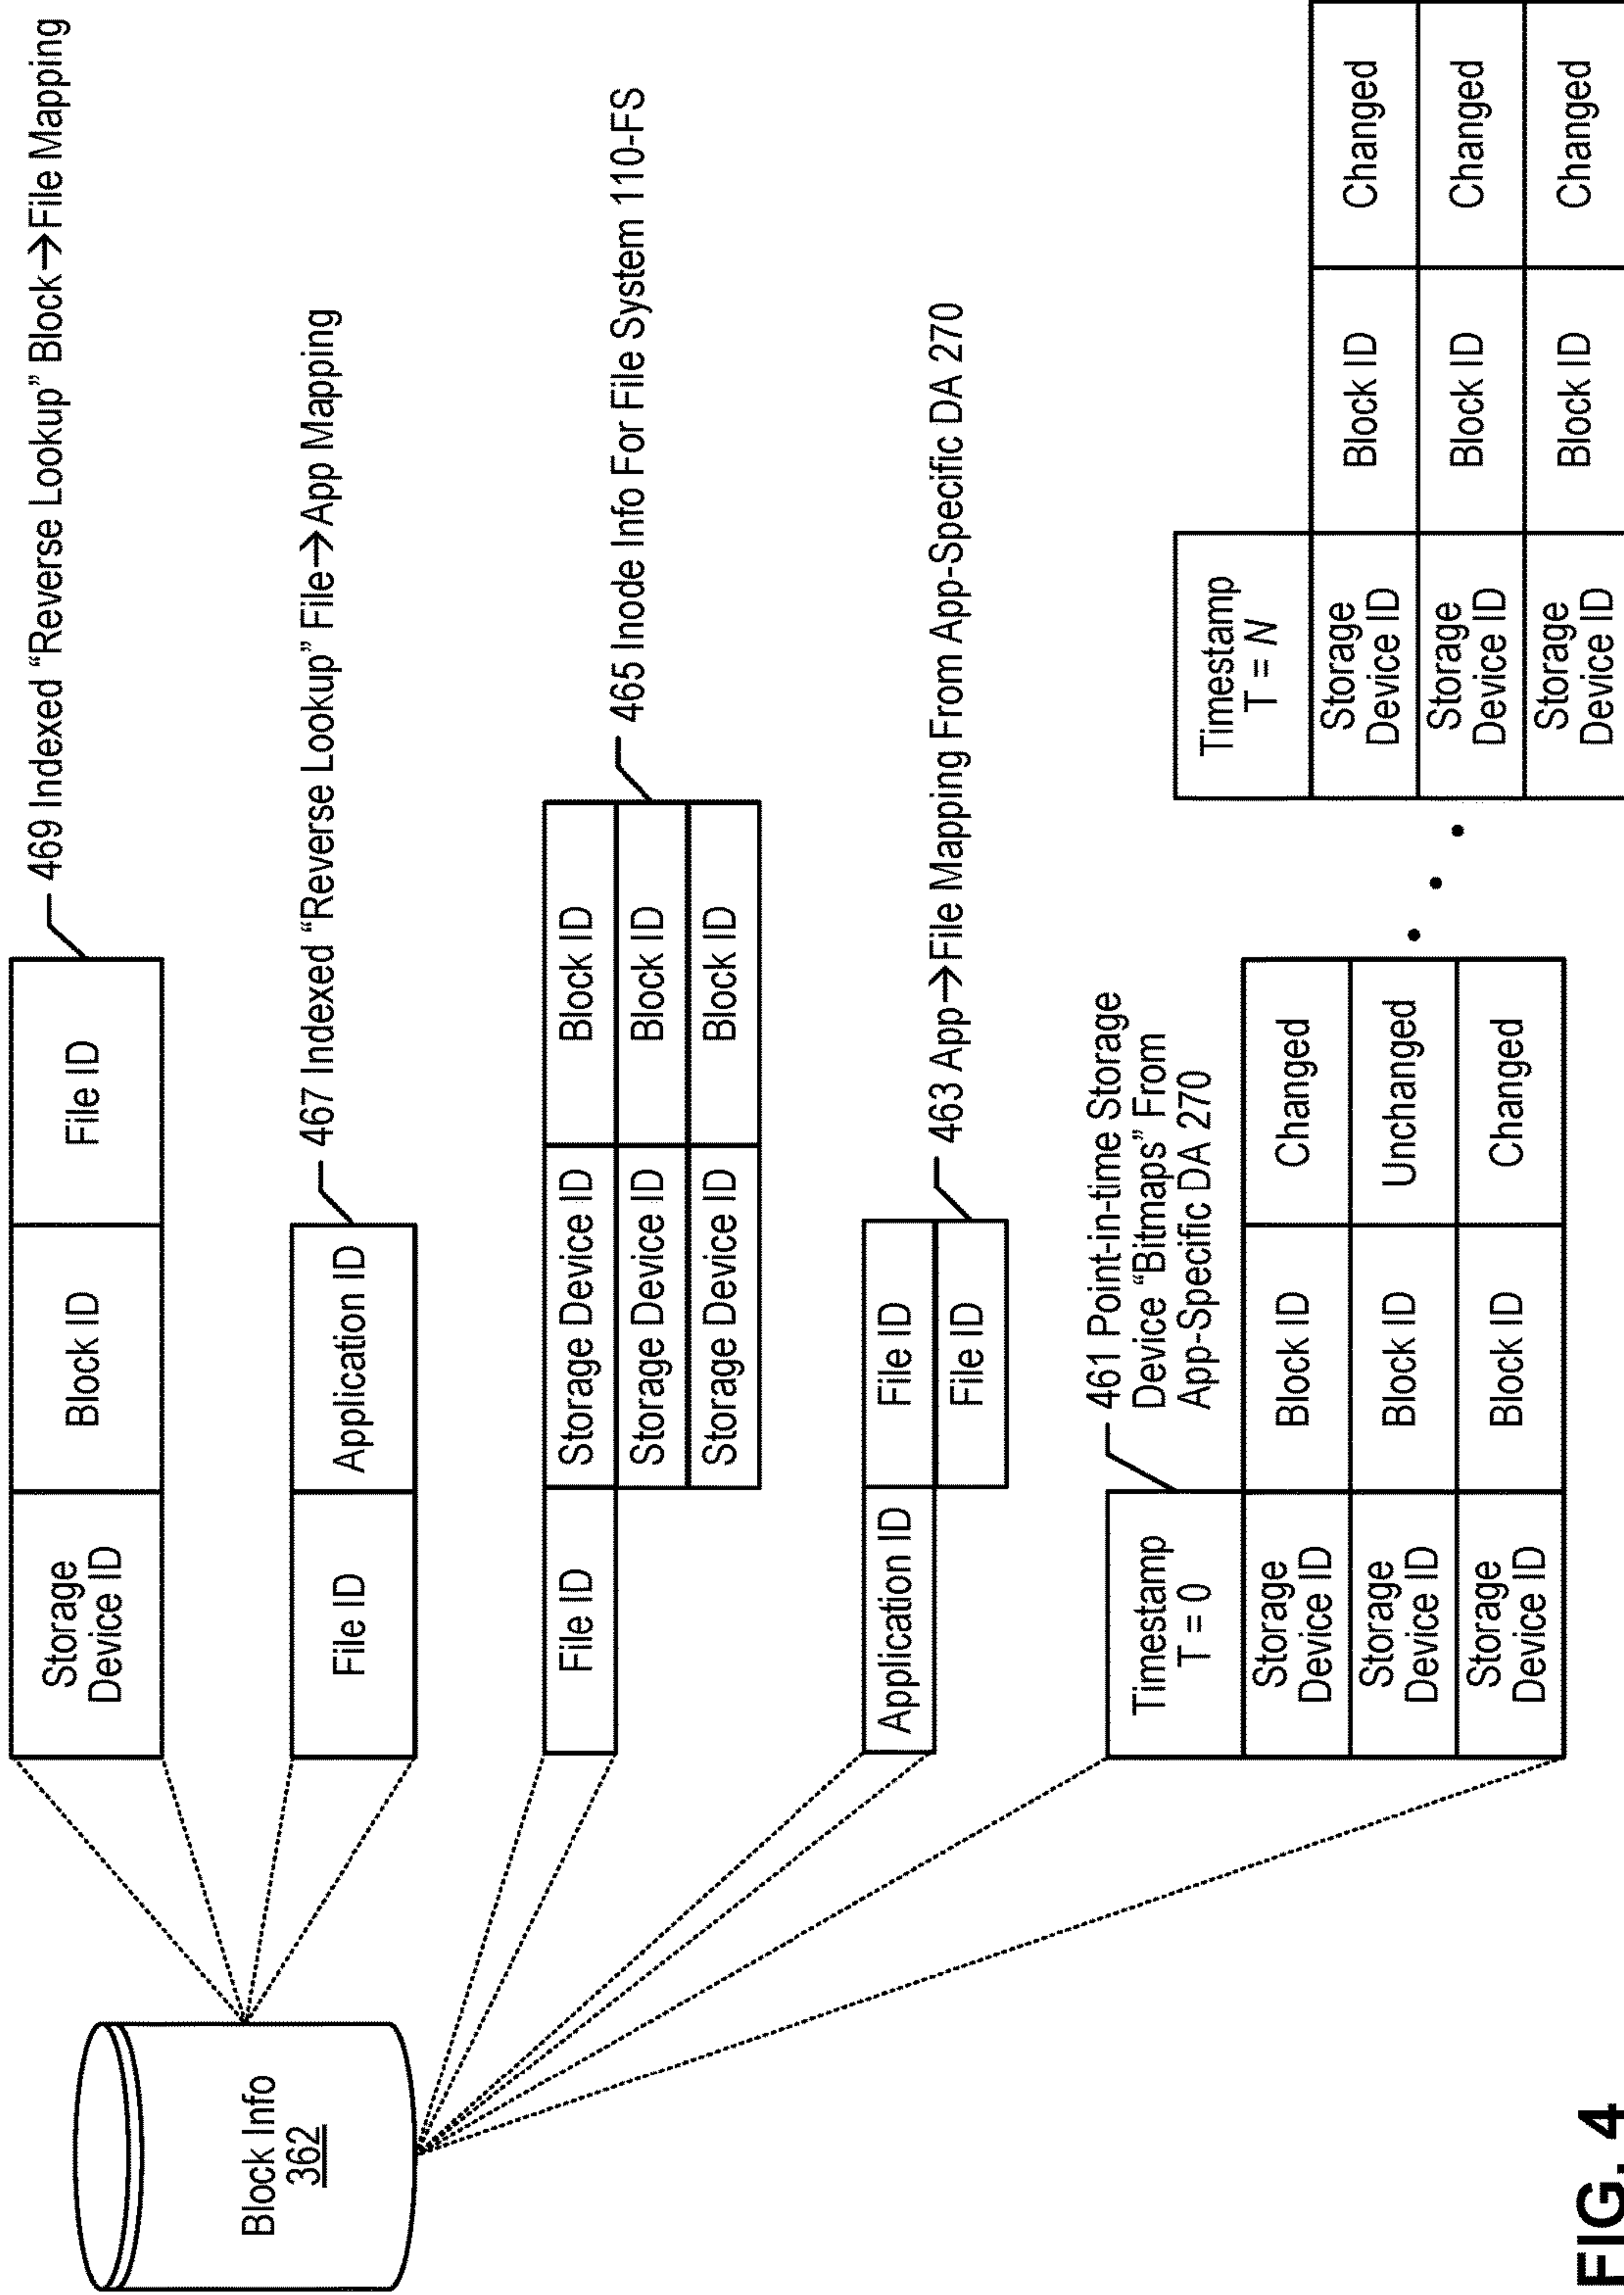 Block Info
362
Storage
Device ID
Block ID
File ID
469 Indexed “Reverse Lookup” Block→File Mapping
File ID
Application ID
467 Indexed “Reverse Lookup” File→App Mapping
File ID
Storage Device ID
Block ID
Storage Device ID
Block ID
Storage Device ID
Block ID
465 Inode Info For File System 110-FS
Application ID
File ID
File ID
463 App→File Mapping From App-Specific DA 270
461 Point-in-time Storage
Device “Bitmaps” From
App-Specific DA 270
Timestamp
T = 0
Storage
Device ID
Block ID
Changed
Storage
Device ID
Block ID
Unchanged
Storage
Device ID
Block ID
Changed
Timestamp
T = N
Storage
Device ID
Block ID
Changed
Storage
Device ID
Block ID
Changed
Storage
Device ID
Block ID
Changed
FIG. 4